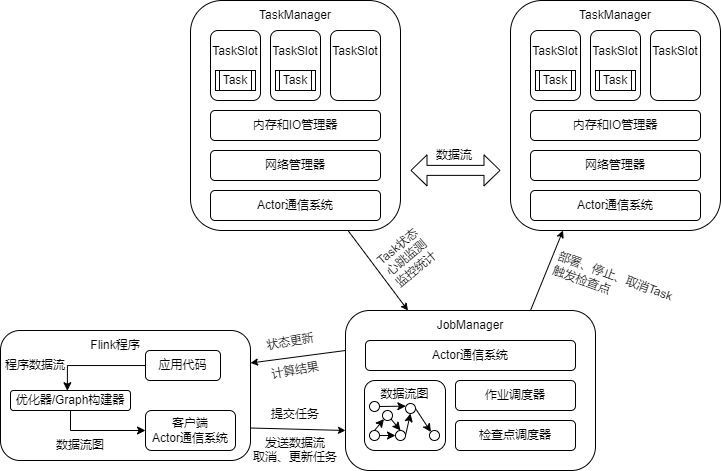 TaskManager
TaskSlot
TaskSlot
TaskSlot
Task
Task
内存和IO管理器
网络管理器
Actor通信系统
数据流
TaskManager
TaskSlot
TaskSlot
TaskSlot
Task
Task
内存和IO管理器
网络管理器
Actor通信系统
Task状态
心跳监测
监控统计
部署、停止、取消Task
触发检查点
Flink程序
程序数据流
应用代码
优化器/Graph构建器
数据流图
客户端
Actor通信系统
状态更新
计算结果
提交任务
发送数据流
取消、更新任务
JobManager
Actor通信系统
数据流图
作业调度器
检查点调度器